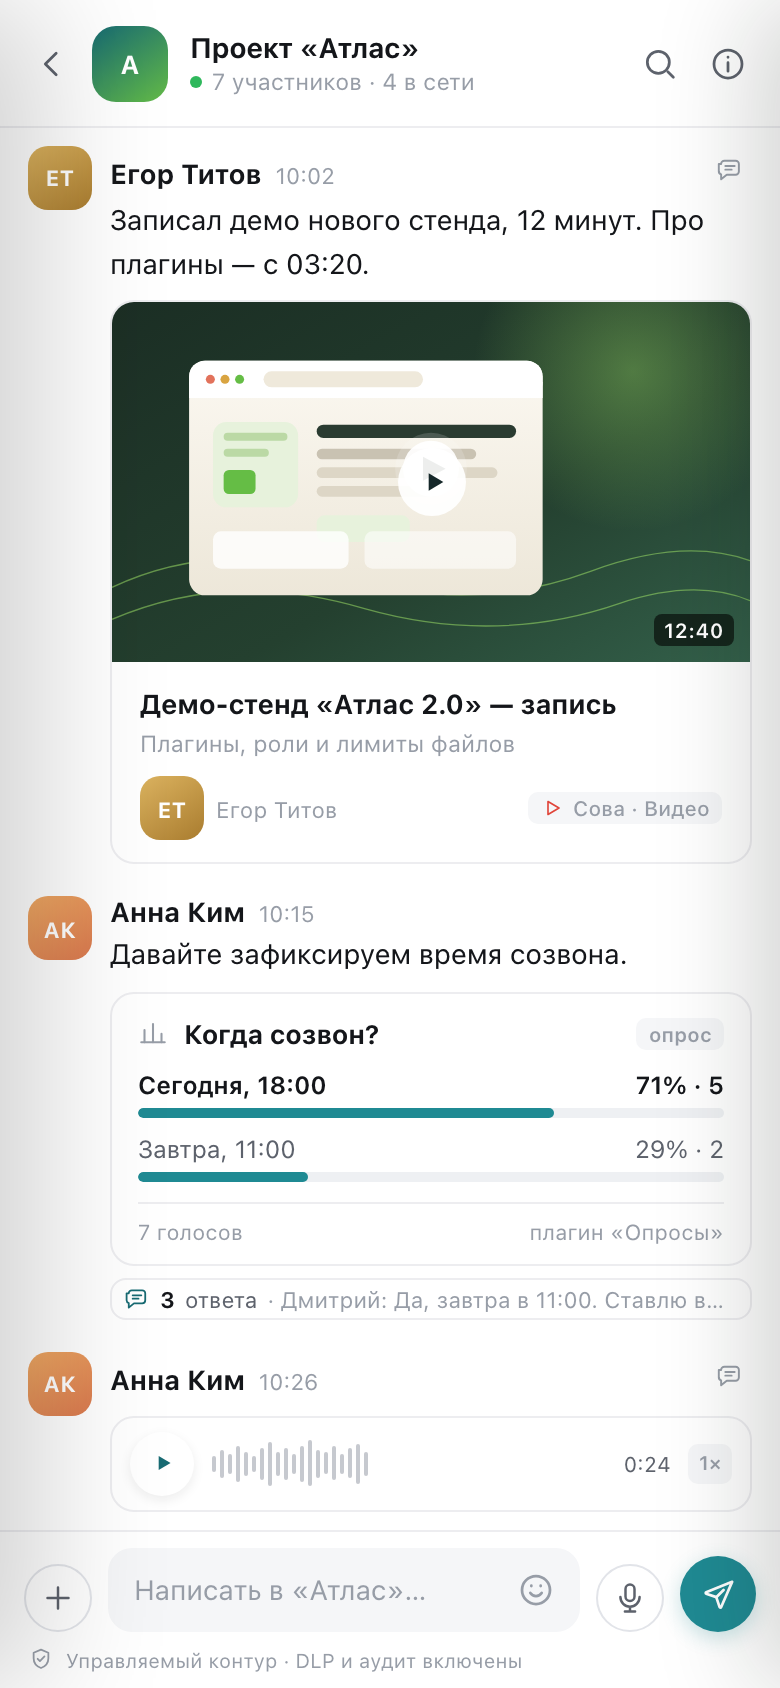 А
Проект «Атлас»
7 участников · 4 в сети
ЕТ
Егор Титов 10:02
Записал демо нового стенда, 12 минут. Про
плагины — с 03:20.
12:40
Демо-стенд «Атлас 2.0» — запись
Плагины, роли и лимиты файлов
ЕТ Егор Титов Сова · Видео
АК
Анна Ким 10:15
Давайте зафиксируем время созвона.
Когда созвон? опрос
Сегодня, 18:00 71% · 5
Завтра, 11:00 29% · 2
7 голосов плагин «Опросы»
3 ответа · Дмитрий: Да, завтра в 11:00. Ставлю в...
АК
Анна Ким 10:26
0:24 1×
Написать в «Атлас»...
Управляемый контур · DLP и аудит включены